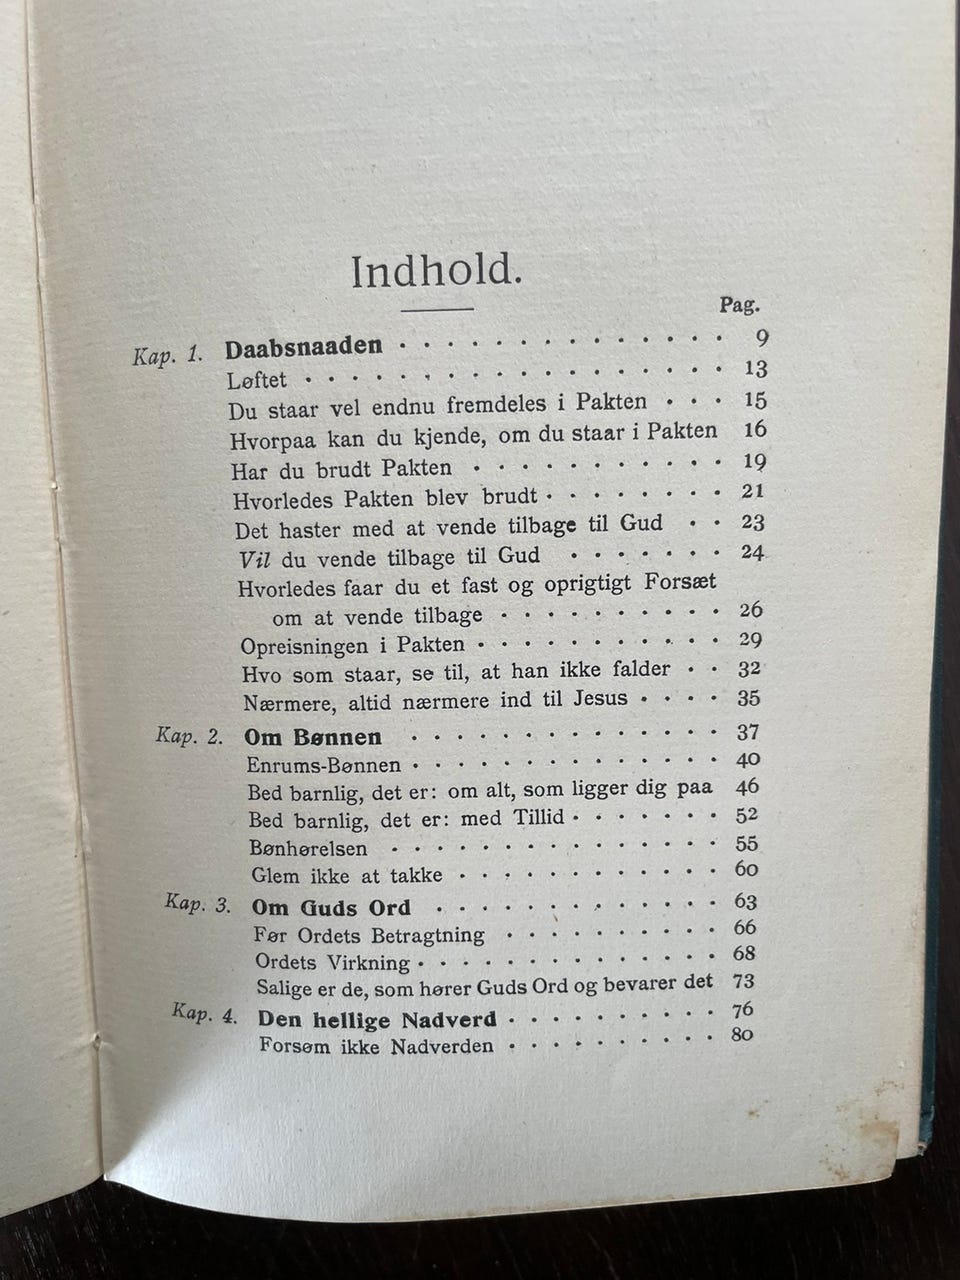 Indhold.
Pag.
Kap. 1. Daabsnaaden . . . . . . . . . . . . . . 9
Løftet . . . . . . . . . . . . . . . . . . 13
Du staar vel endnu fremdeles i Pakten . . . 15
Hvorpaa kan du kjende, om du staar i Pakten 16
Har du brudt Pakten . . . . . . . . . . . 19
Hvorledes Pakten blev brudt . . . . . . . . 21
Det haster med at vende tilbage til Gud . . 23
Vil du vende tilbage til Gud . . . . . . . 24
Hvorledes faar du et fast og oprigtigt Forsæt
om at vende tilbage . . . . . . . . . . 26
Opreisningen i Pakten . . . . . . . . . . . 29
Hvo som staar, se til, at han ikke falder . . 32
Nærmere, altid nærmere ind til Jesus . . . . 35
Kap. 2. Om Bønnen . . . . . . . . . . . . . . 37
Enrums-Bønnen . . . . . . . . . . . . . . 40
Bed barnlig, det er: om alt, som ligger dig paa 46
Bed barnlig, det er: med Tillid . . . . . . . 52
Bønhørelsen . . . . . . . . . . . . . . . 55
Glem ikke at takke . . . . . . . . . . . . 60
Kap. 3. Om Guds Ord . . . . . . . . . . . . . 63
Før Ordets Betragtning . . . . . . . . . . 66
Ordets Virkning . . . . . . . . . . . . . . 68
Salige er de, som hører Guds Ord og bevarer det 73
Kap. 4. Den hellige Nadverd . . . . . . . . . . 76
Forsøm ikke Nadverden . . . . . . . . . . 80